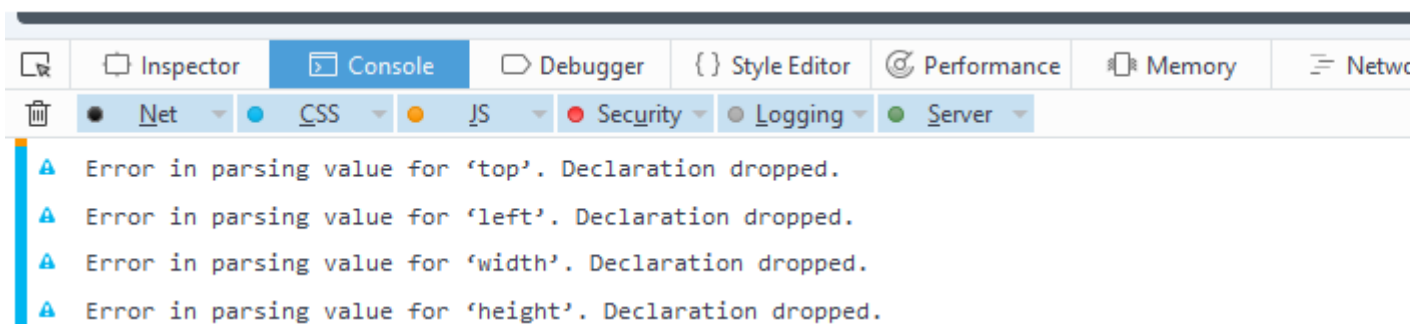 Inspector Console Debugger { } Style Editor Performance Memory Netwo
Net CSS JS Security Logging Server
Error in parsing value for ‘top’. Declaration dropped.
Error in parsing value for ‘left’. Declaration dropped.
Error in parsing value for ‘width’. Declaration dropped.
Error in parsing value for ‘height’. Declaration dropped.